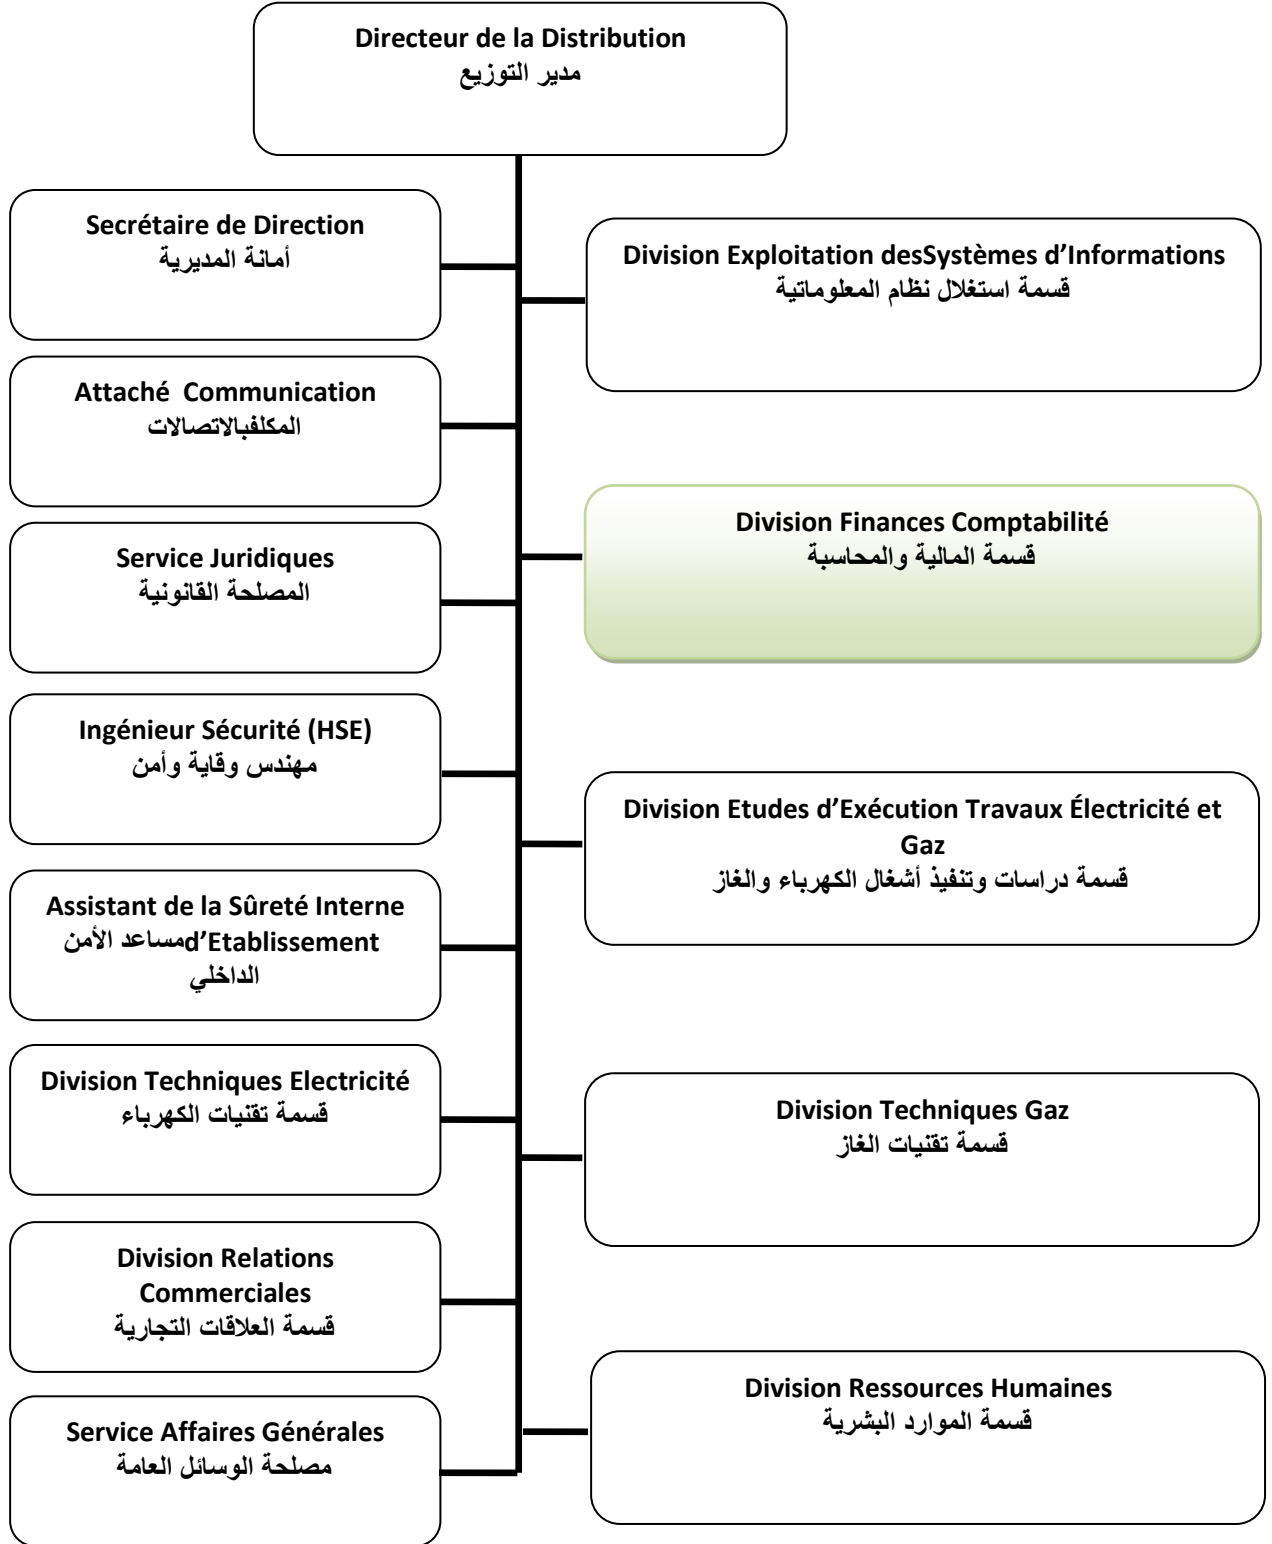 Directeur de la Distribution
مدير التوزيع
Secrétaire de Direction
أمانة المديرية
Division Exploitation desSystèmes d’Informations
قسمة استغلال نظام المعلوماتية
Attaché  Communication
المكلفبالاتصالات
Division Finances Comptabilité
قسمة المالية والمحاسبة
Service Juridiques
المصلحة القانونية
Ingénieur Sécurité (HSE)
مهندس وقاية وأمن
Division Etudes d’Exécution Travaux Électricité et
Gaz
قسمة دراسات وتنفيذ أشغال الكهرباء والغاز
Assistant de la Sûreté Interne
d’Etablissementمساعد الأمن
الداخلي
Division Techniques Electricité
قسمة تقنيات الكهرباء
Division Techniques Gaz
قسمة تقنيات الغاز
Division Relations
Commerciales
قسمة العلاقات التجارية
Division Ressources Humaines
قسمة الموارد البشرية
Service Affaires Générales
مصلحة الوسائل العامة